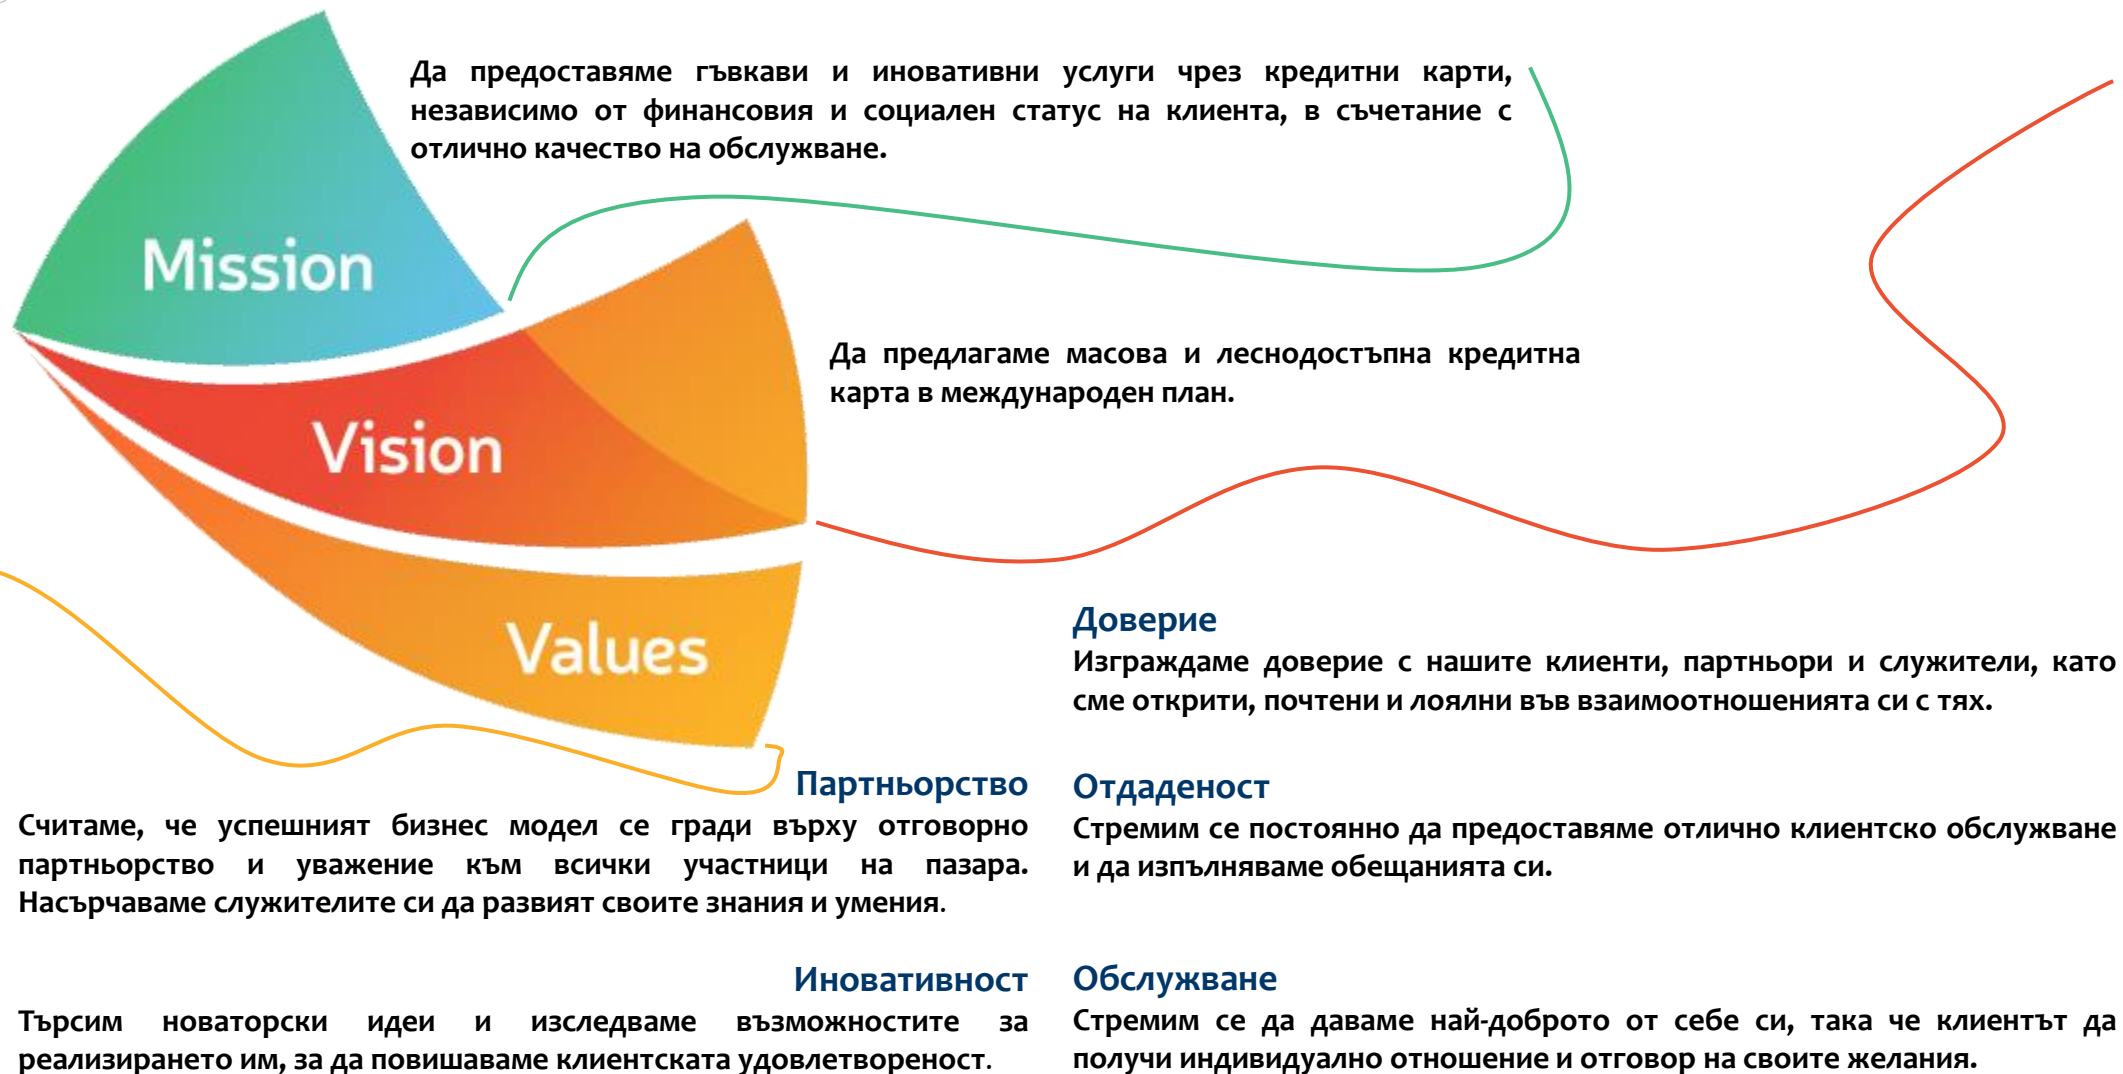 Да предоставяме гъвкави и иновативни услуги чрез кредитни карти,
независимо от финансовия и социален статус на клиента, в съчетание с
отлично качество на обслужване.
Mission
Да предлагаме масова и леснодостъпна кредитна
карта в международен план.
Vision
Values
Доверие
Изграждаме доверие с нашите клиенти, партньори и служители, като
сме открити, почтени и лоялни във взаимоотношенията си с тях.
Партньорство
Считаме, че успешният бизнес модел се гради върху отговорно
партньорство и уважение към всички участници на пазара.
Насърчаваме служителите си да развият своите знания и умения.
Отдаденост
Стремим се постоянно да предоставяме отлично клиентско обслужване
и да изпълняваме обещанията си.
Иновативност
Търсим новаторски идеи и изследваме възможностите за
реализирането им, за да повишаваме клиентската удовлетвореност.
Обслужване
Стремим се да даваме най-доброто от себе си, така че клиентът да
получи индивидуално отношение и отговор на своите желания.